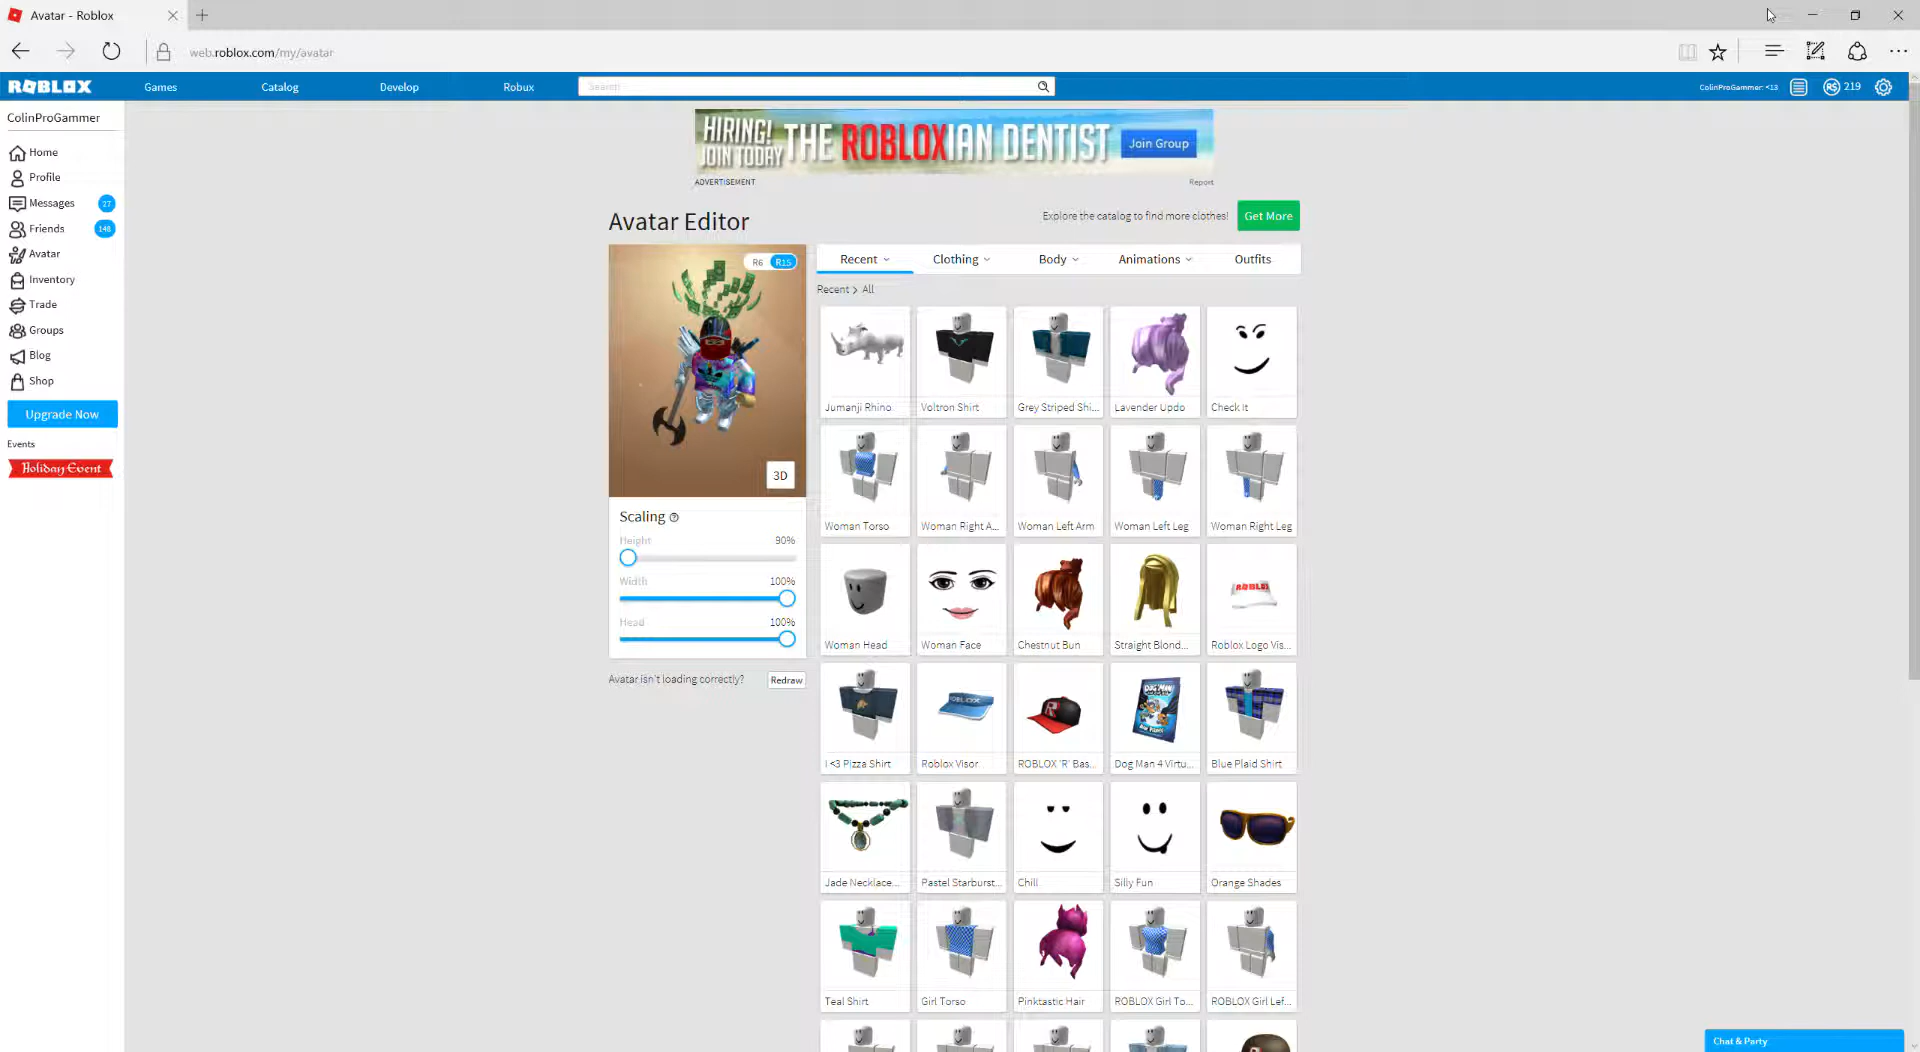 Avatar - Roblox
web.roblox.com/my/avatar
ROBLOX
Games
Catalog
Develop
Robux
Search
ColinProGammer: <13
R$ 219
ColinProGammer
Home
Profile
Messages 27
Friends 148
Avatar
Inventory
Trade
Groups
Blog
Shop
Upgrade Now
Events
Holiday Event
HIRING!
JOIN TODAY
THE ROBLOXIAN DENTIST
Join Group
ADVERTISEMENT
Report
Avatar Editor
Explore the catalog to find more clothes!
Get More
R6 R15
3D
Recent
Clothing
Body
Animations
Outfits
Recent > All
Scaling
Height 90%
Width 100%
Head 100%
Avatar isn't loading correctly?
Redraw
Jumanji Rhino
Voltron Shirt
Grey Striped Shi...
Lavender Updo
Check It
Woman Torso
Woman Right A...
Woman Left Arm
Woman Left Leg
Woman Right Leg
ROBLOX
Woman Head
Woman Face
Chestnut Bun
Straight Blond...
Roblox Logo Vis...
ROBLOX
R
DOG MAN
I <3 Pizza Shirt
Roblox Visor
ROBLOX 'R' Bas...
Dog Man 4 Virtu...
Blue Plaid Shirt
Jade Necklace...
Pastel Starburst...
Chill
Silly Fun
Orange Shades
Teal Shirt
Girl Torso
Pinktastic Hair
ROBLOX Girl To...
ROBLOX Girl Lef...
Chat & Party